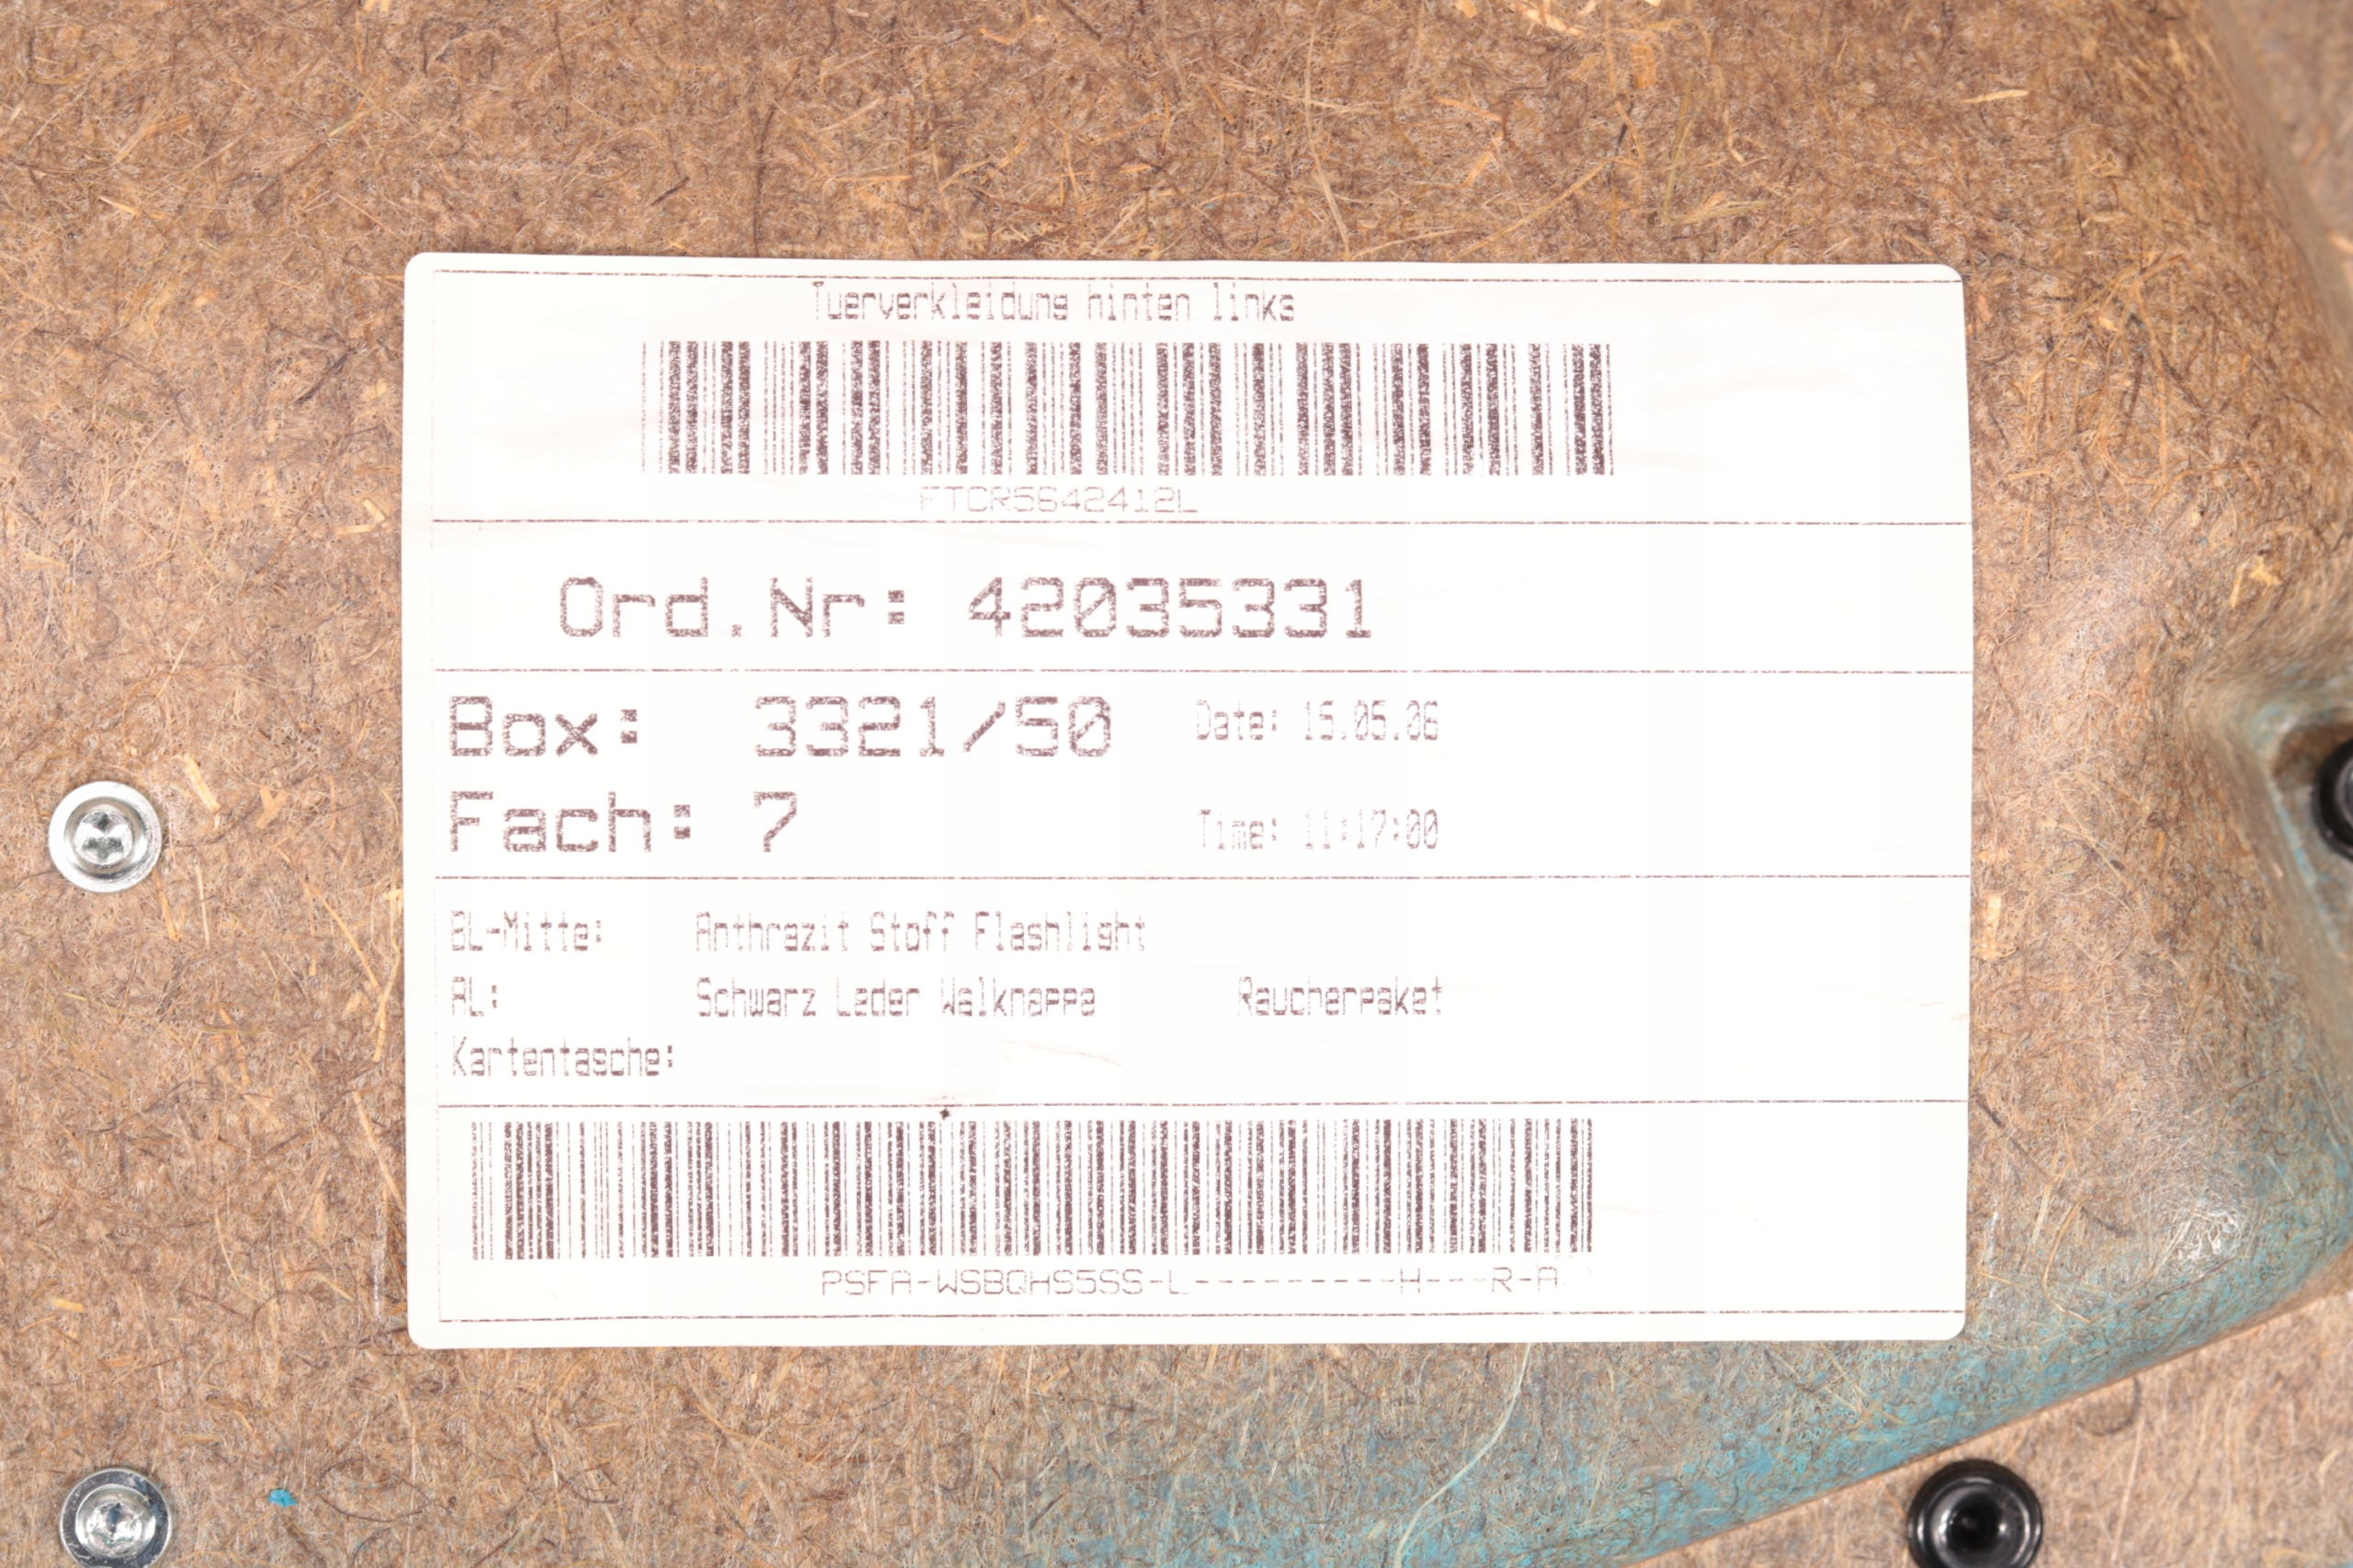 Tuerverkleidung hinten links
FTCR5642412L
Ord.Nr: 42035331
Box: 3321/50 Date: 15.05.06
Fach: 7 Time: 11:17:00
BL-Mitte: Anthrazit Stoff Flashlight
AL: Schwarz Leder Walknappa Raucherpaket
Kartentasche:
PSFA-WSBQHS5SS-L---------H---R-A